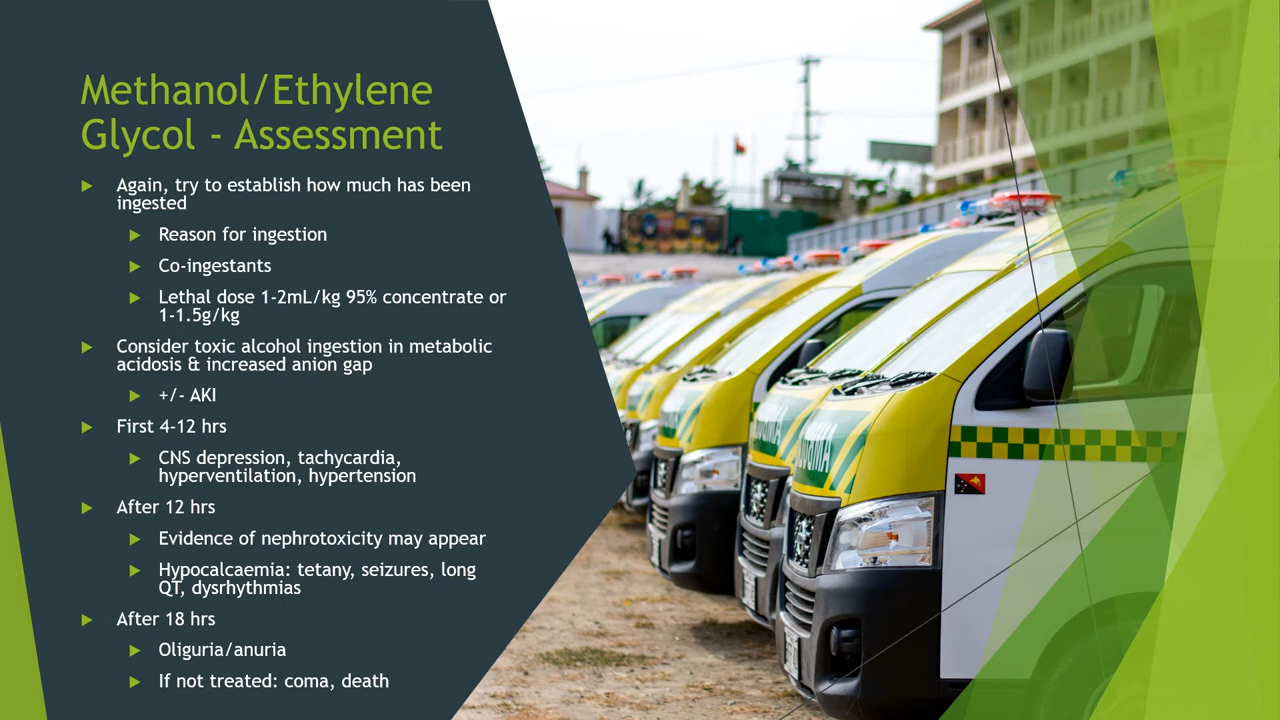 Methanol/Ethylene
Glycol - Assessment
Again, try to establish how much has been
ingested
Reason for ingestion
Co-ingestants
Lethal dose 1-2mL/kg 95% concentrate or
1-1.5g/kg
Consider toxic alcohol ingestion in metabolic
acidosis & increased anion gap
+/- AKI
First 4-12 hrs
CNS depression, tachycardia,
hyperventilation, hypertension
After 12 hrs
Evidence of nephrotoxicity may appear
Hypocalcaemia: tetany, seizures, long
QT, dysrhythmias
After 18 hrs
Oliguria/anuria
If not treated: coma, death